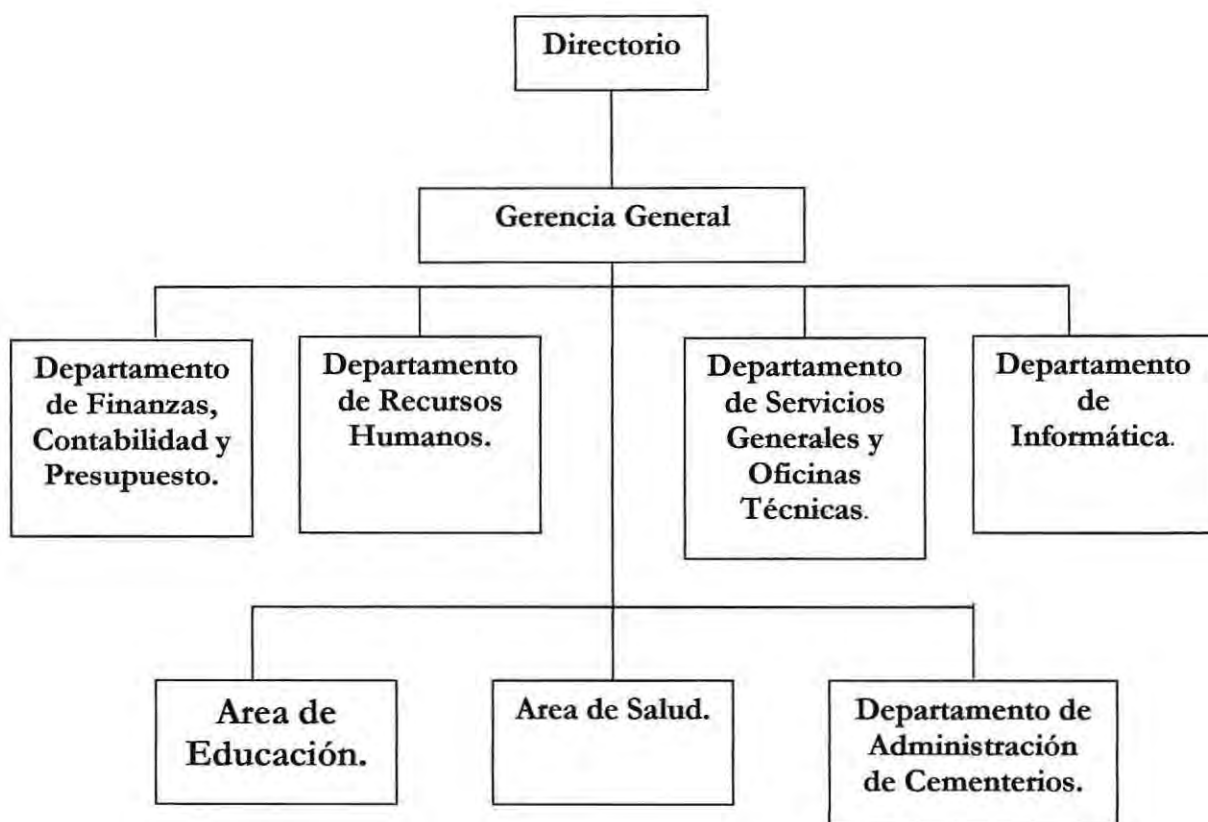 Directorio
Gerencia General
Departamento
de Finanzas,
Contabilidad y
Presupuesto.
Departamento
de Recursos
Humanos.
Departamento
de Servicios
Generales y
Oficinas
Técnicas.
Departamento
de
Informática.
Area de
Educación.
Area de Salud.
Departamento de
Administración
de Cementerios.